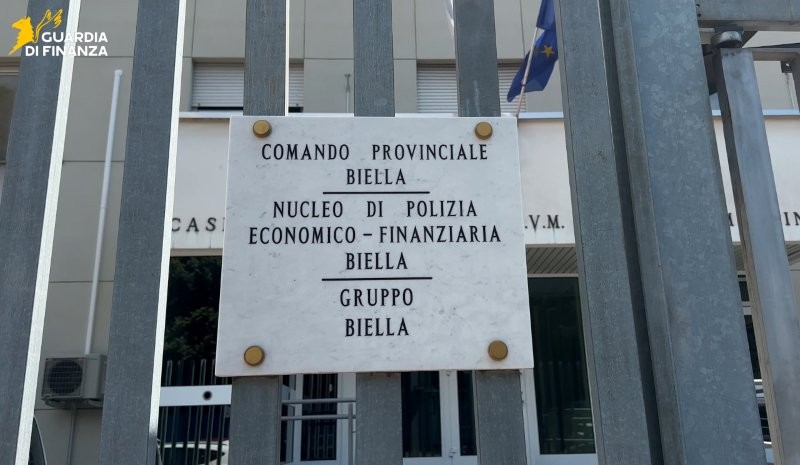 GUARDIA
DI FINANZA
COMANDO PROVINCIALE
BIELLA
NUCLEO DI POLIZIA
ECONOMICO-FINANZIARIA
BIELLA
GRUPPO
BIELLA
V.M.